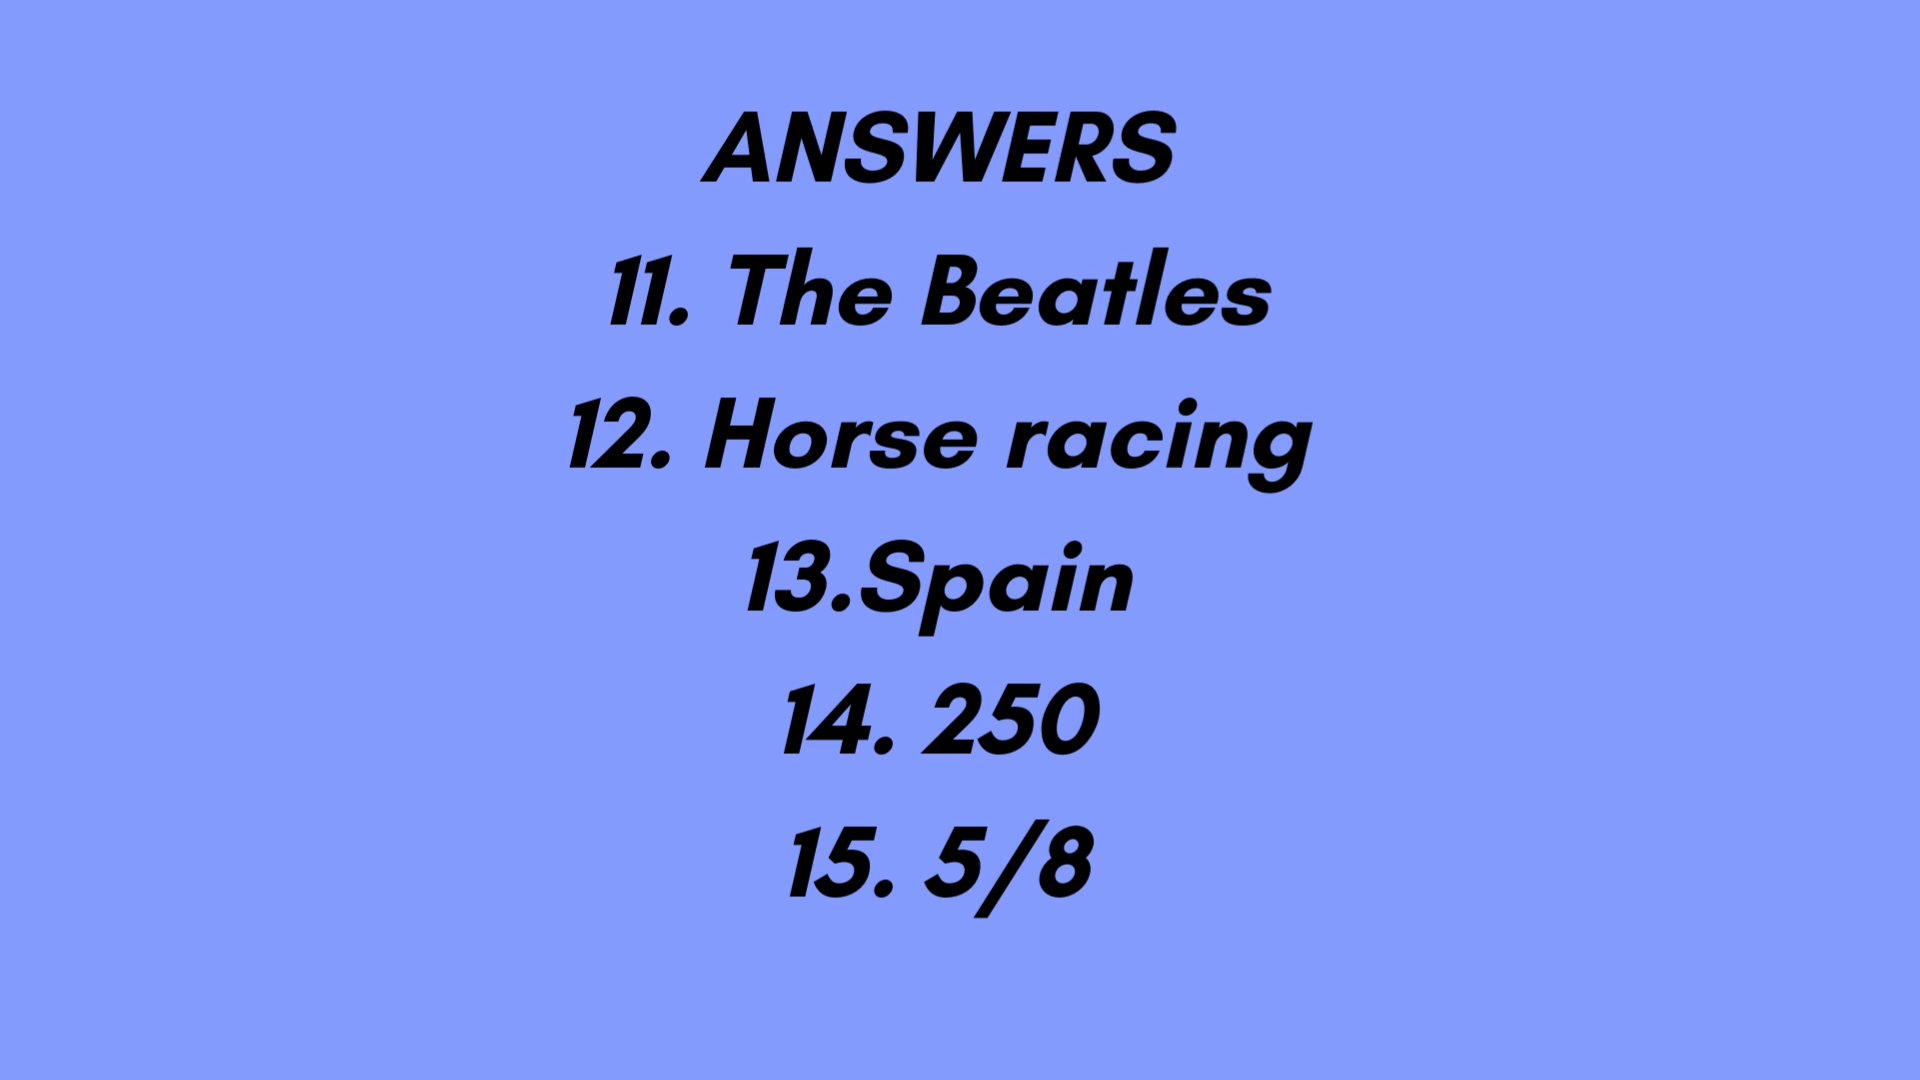 ANSWERS
11. The Beatles
12. Horse racing
13.Spain
14. 250
15. 5/8